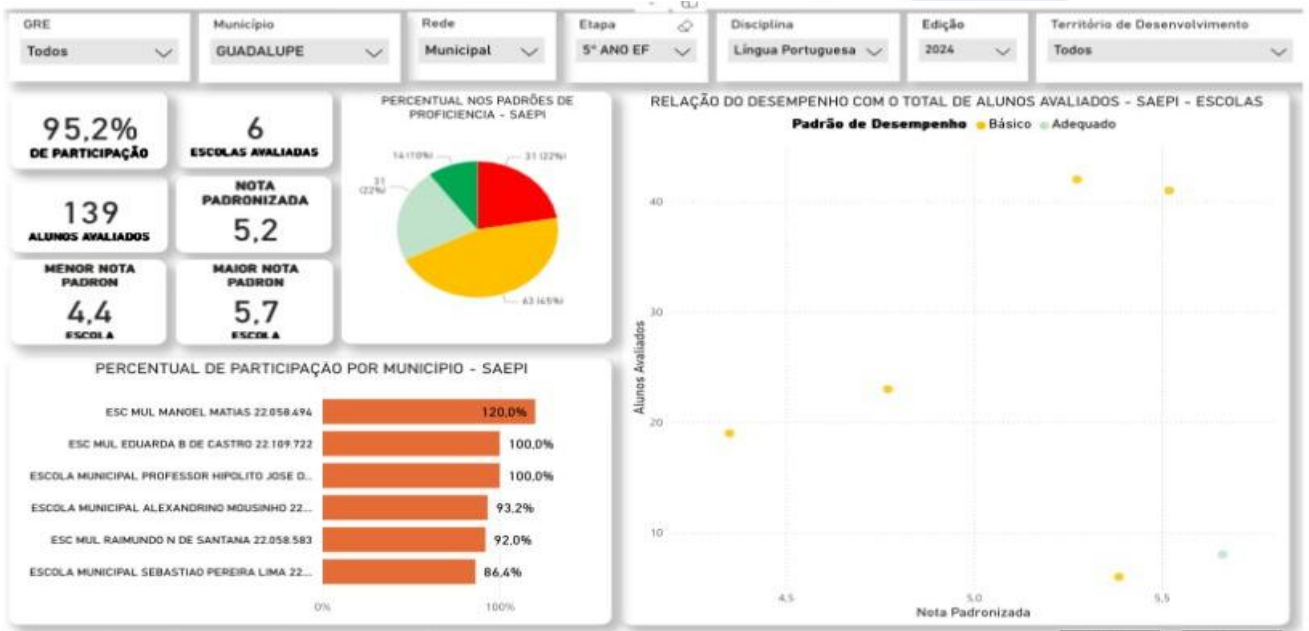 GRE
Todos
Município
GUADALUPE
Rede
Municipal
Etapa
5º ANO EF
Disciplina
Língua Portuguesa
Edição
2024
Território de Desenvolvimento
Todos
95,2%
DE PARTICIPAÇÃO
6
ESCOLAS AVALIADAS
139
ALUNOS AVALIADOS
NOTA
PADRONIZADA
5,2
MENOR NOTA
PADRON
4,4
ESCOLA
MAIOR NOTA
PADRON
5,7
ESCOLA
PERCENTUAL NOS PADRÕES DE
PROFICIENCIA - SAEPI
14 (10%)
31 (22%)
31
(22%)
63 (45%)
PERCENTUAL DE PARTICIPAÇÃO POR MUNICÍPIO - SAEPI
ESC MUL MANOEL MATIAS 22.058.494
120,0%
ESC MUL EDUARDA B DE CASTRO 22.109.722
100,0%
ESCOLA MUNICIPAL PROFESSOR HIPOLITO JOSE D...
100,0%
ESCOLA MUNICIPAL ALEXANDRINO MOUSINHO 22...
93,2%
ESC MUL RAIMUNDO N DE SANTANA 22.058.583
92,0%
ESCOLA MUNICIPAL SEBASTIAO PEREIRA LIMA 22...
86,4%
0%
100%
RELAÇÃO DO DESEMPENHO COM O TOTAL DE ALUNOS AVALIADOS - SAEPI - ESCOLAS
Padrão de Desempenho Básico Adequado
Alunos Avaliados
40
30
20
10
4,5
5,0
5,5
Nota Padronizada